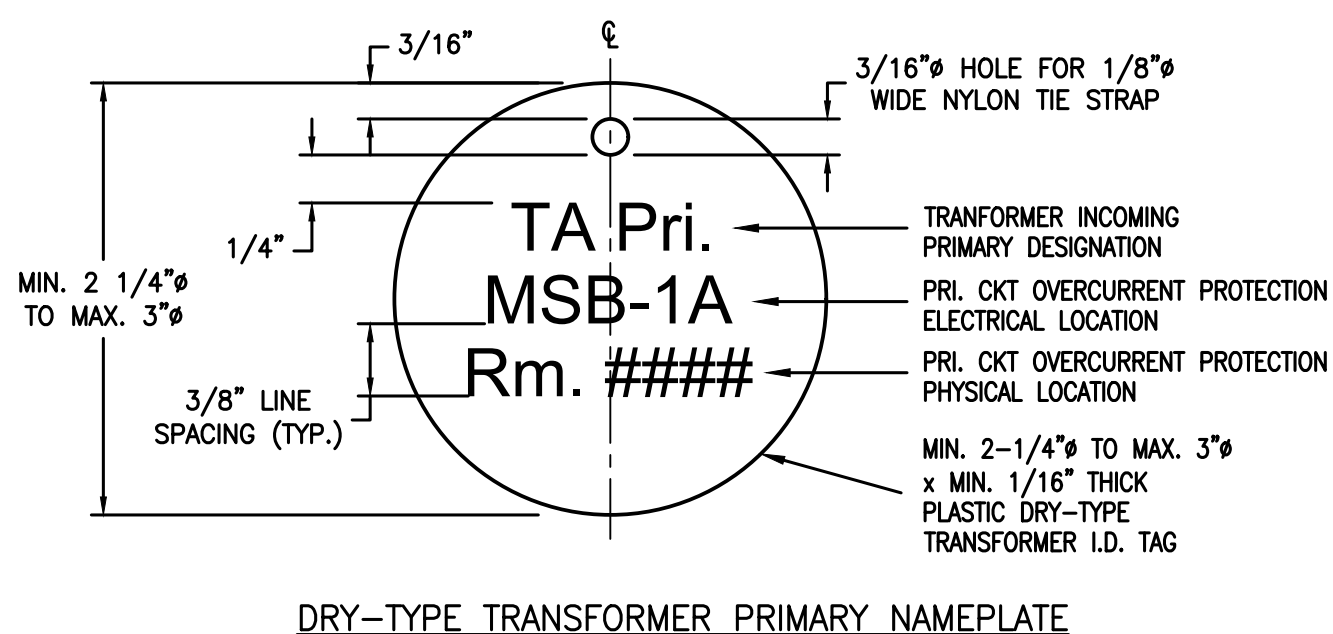 3/16"
℄
3/16"ø HOLE FOR 1/8"ø
WIDE NYLON TIE STRAP
TA Pri.
TRANFORMER INCOMING
PRIMARY DESIGNATION
1/4"
MIN. 2 1/4"ø
TO MAX. 3"ø
MSB-1A
PRI. CKT OVERCURRENT PROTECTION
ELECTRICAL LOCATION
Rm. ####
PRI. CKT OVERCURRENT PROTECTION
PHYSICAL LOCATION
3/8" LINE
SPACING (TYP.)
MIN. 2-1/4"ø TO MAX. 3"ø
x MIN. 1/16" THICK
PLASTIC DRY-TYPE
TRANSFORMER I.D. TAG
DRY-TYPE TRANSFORMER PRIMARY NAMEPLATE